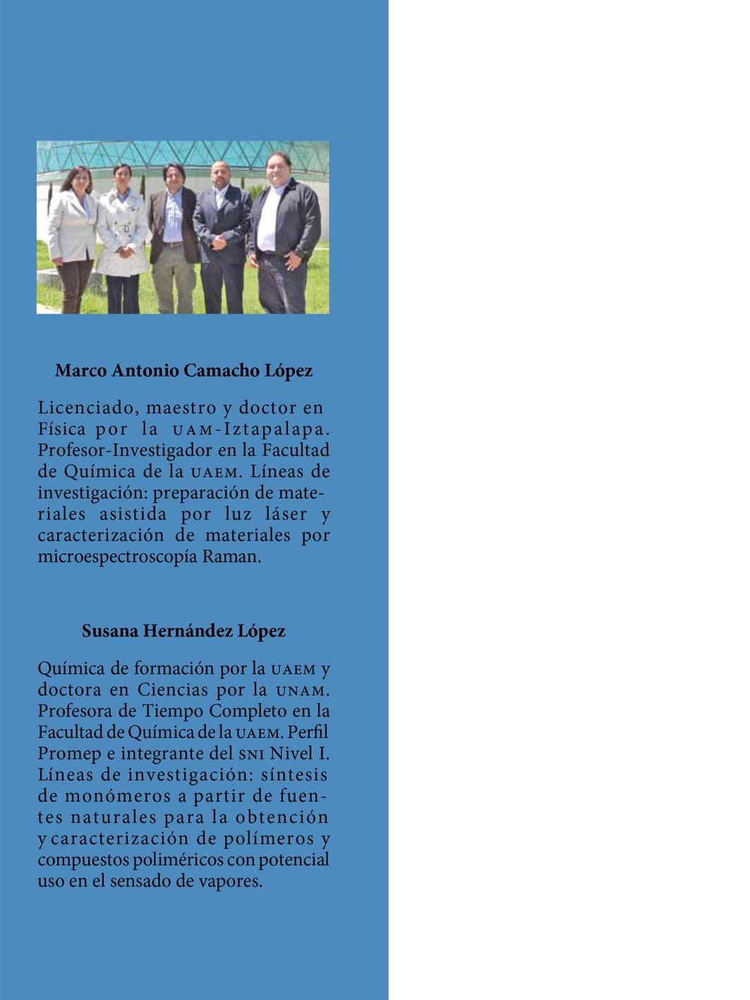 Marco Antonio Camacho López
Licenciado, maestro y doctor en
Física por la UAM-Iztapalapa.
Profesor-Investigador en la Facultad
de Química de la UAEM. Líneas de
investigación: preparación de mate-
riales asistida por luz láser y
caracterización de materiales por
microespectroscopía Raman.
Susana Hernández López
Química de formación por la UAEM y
doctora en Ciencias por la UNAM.
Profesora de Tiempo Completo en la
Facultad de Química de la UAEM. Perfil
Promep e integrante del SNI Nivel I.
Líneas de investigación: síntesis
de monómeros a partir de fuen-
tes naturales para la obtención
y caracterización de polímeros y
compuestos poliméricos con potencial
uso en el sensado de vapores.